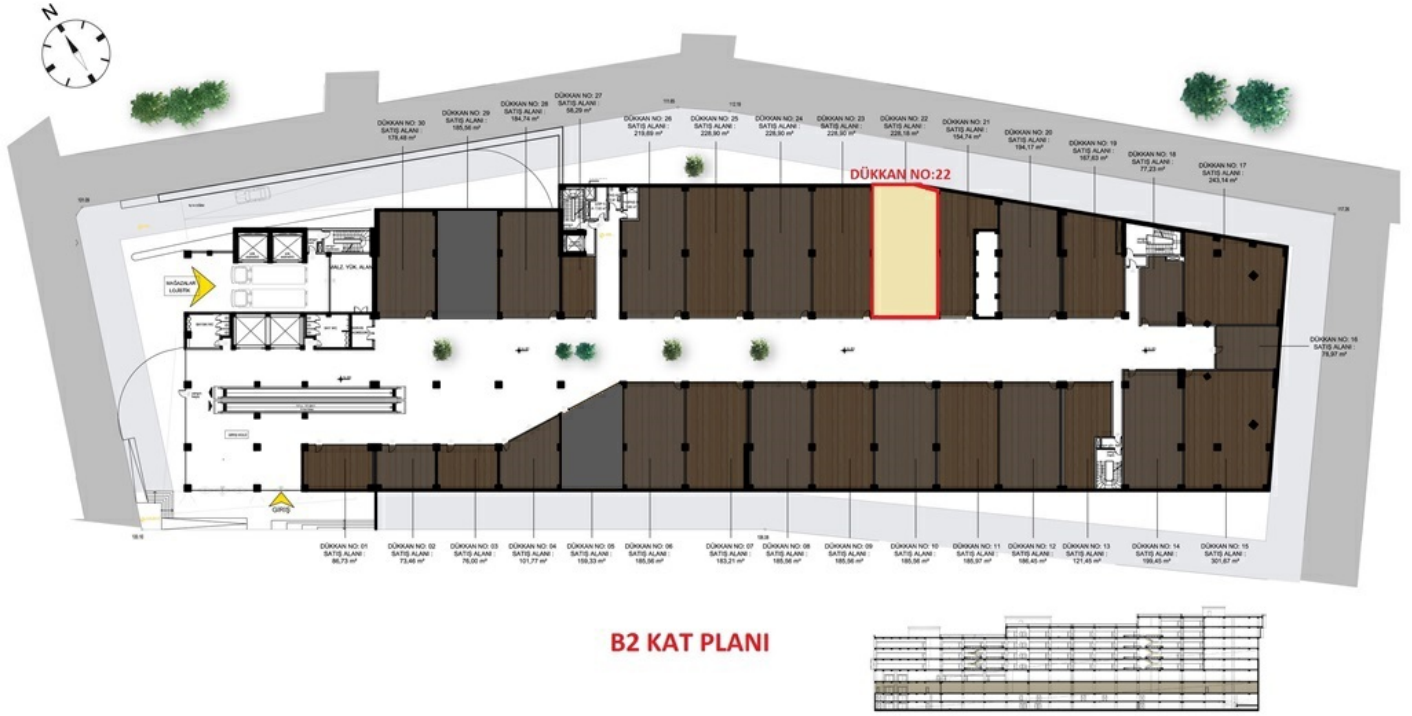 N
DÜKKAN NO: 30
SATIŞ ALANI :
178,48 m²
DÜKKAN NO: 29
SATIŞ ALANI :
185,56 m²
DÜKKAN NO: 28
SATIŞ ALANI :
184,74 m²
DÜKKAN NO: 27
SATIŞ ALANI :
58,29 m²
DÜKKAN NO: 26
SATIŞ ALANI :
219,69 m²
DÜKKAN NO: 25
SATIŞ ALANI :
228,90 m²
DÜKKAN NO: 24
SATIŞ ALANI :
228,90 m²
DÜKKAN NO: 23
SATIŞ ALANI :
228,90 m²
DÜKKAN NO: 22
SATIŞ ALANI :
228,18 m²
DÜKKAN NO: 21
SATIŞ ALANI :
154,74 m²
DÜKKAN NO: 20
SATIŞ ALANI :
194,17 m²
DÜKKAN NO: 19
SATIŞ ALANI :
167,63 m²
DÜKKAN NO: 18
SATIŞ ALANI :
77,23 m²
DÜKKAN NO: 17
SATIŞ ALANI :
243,14 m²
DÜKKAN NO:22
MALZ. YÜK. ALANI
MAĞAZALAR
LOJİSTİK
DÜKKAN NO: 16
SATIŞ ALANI :
78,97 m²
GİRİŞ
DÜKKAN NO: 01
SATIŞ ALANI :
86,73 m²
DÜKKAN NO: 02
SATIŞ ALANI :
73,46 m²
DÜKKAN NO: 03
SATIŞ ALANI :
76,00 m²
DÜKKAN NO: 04
SATIŞ ALANI :
101,77 m²
DÜKKAN NO: 05
SATIŞ ALANI :
159,33 m²
DÜKKAN NO: 06
SATIŞ ALANI :
185,56 m²
DÜKKAN NO: 07
SATIŞ ALANI :
183,21 m²
DÜKKAN NO: 08
SATIŞ ALANI :
185,56 m²
DÜKKAN NO: 09
SATIŞ ALANI :
185,56 m²
DÜKKAN NO: 10
SATIŞ ALANI :
185,56 m²
DÜKKAN NO: 11
SATIŞ ALANI :
185,97 m²
DÜKKAN NO: 12
SATIŞ ALANI :
186,45 m²
DÜKKAN NO: 13
SATIŞ ALANI :
121,45 m²
DÜKKAN NO: 14
SATIŞ ALANI :
199,45 m²
DÜKKAN NO: 15
SATIŞ ALANI :
301,67 m²
B2 KAT PLANI